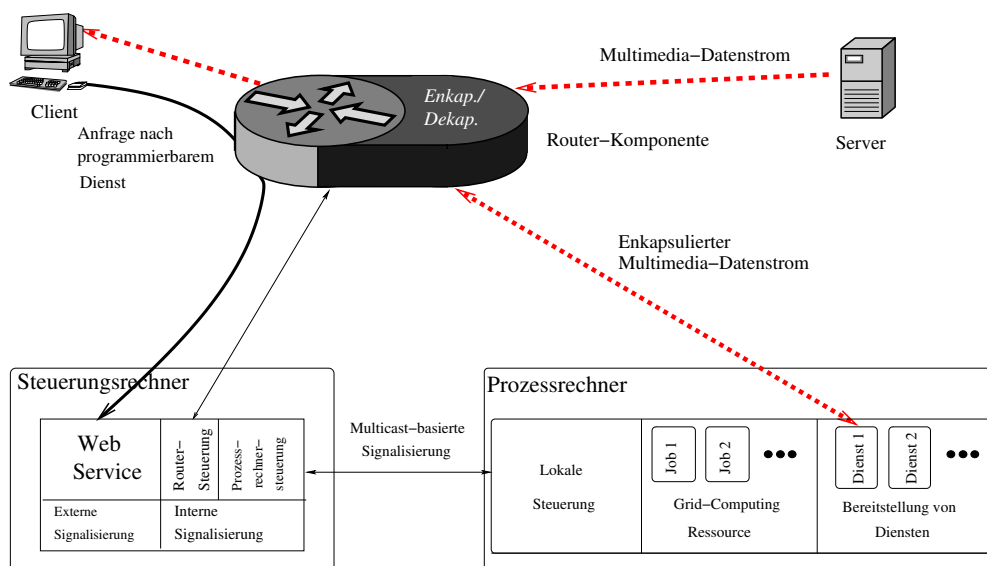 Client
Anfrage nach
programmierbarem
Dienst
Enkap./
Dekap.
Multimedia−Datenstrom
Router−Komponente
Server
Enkapsulierter
Multimedia−Datenstrom
Steuerungsrechner
Web
Service
Router−
Steuerung
Prozess−
rechner−
steuerung
Externe
Signalisierung
Interne
Signalisierung
Multicast−basierte
Signalisierung
Prozessrechner
Lokale
Steuerung
Job 1
Job 2
Grid−Computing
Ressource
Dienst 1
Dienst 2
Bereitstellung von
Diensten